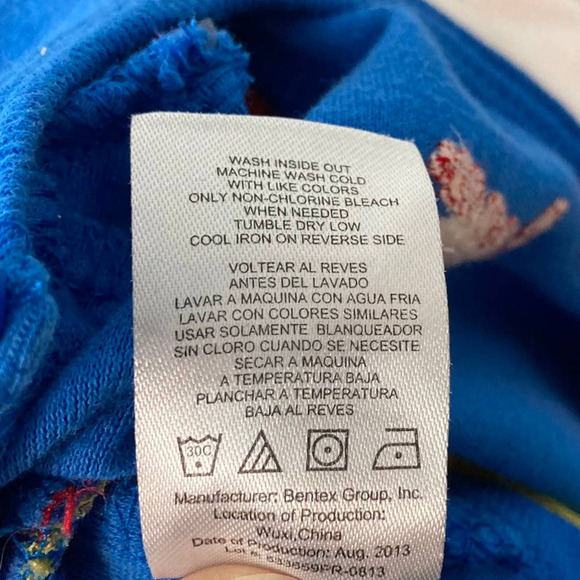 WASH INSIDE OUT
MACHINE WASH COLD
WITH LIKE COLORS
ONLY NON-CHLORINE BLEACH
WHEN NEEDED
TUMBLE DRY LOW
COOL IRON ON REVERSE SIDE
VOLTEAR AL REVES
ANTES DEL LAVADO
LAVAR A MAQUINA CON AGUA FRIA
LAVAR CON COLORES SIMILARES
USAR SOLAMENTE BLANQUEADOR
SIN CLORO CUANDO SE NECESITE
SECAR A MAQUINA
A TEMPERATURA BAJA
PLANCHAR A TEMPERATURA
BAJA AL REVES
30C
Manufacturer: Bentex Group, Inc.
Location of Production:
Wuxi,China
Date of production: Aug. 2013
Lot #: 533659PR-0813